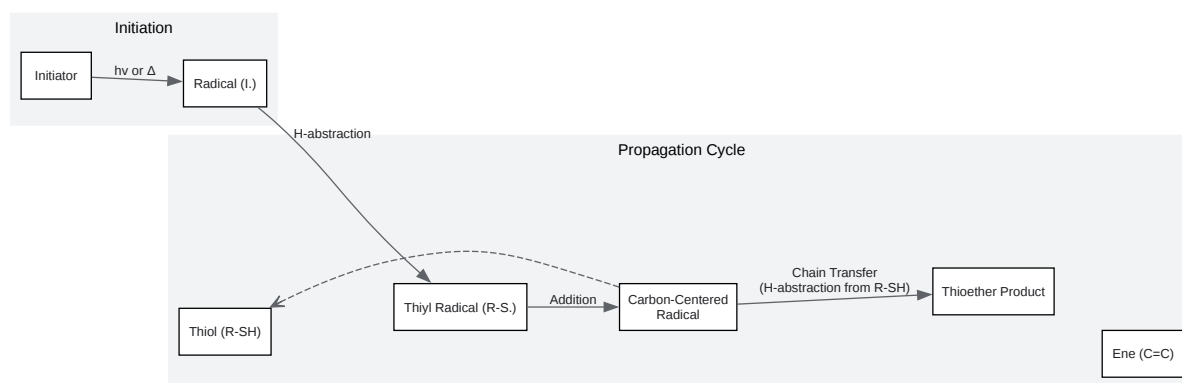 Initiation
Initiator
hv or Δ
Radical (I.)
H-abstraction
Propagation Cycle
Thiol (R-SH)
Thiyl Radical (R-S.)
Addition
Carbon-Centered
Radical
Chain Transfer
(H-abstraction from R-SH)
Thioether Product
Ene (C=C)